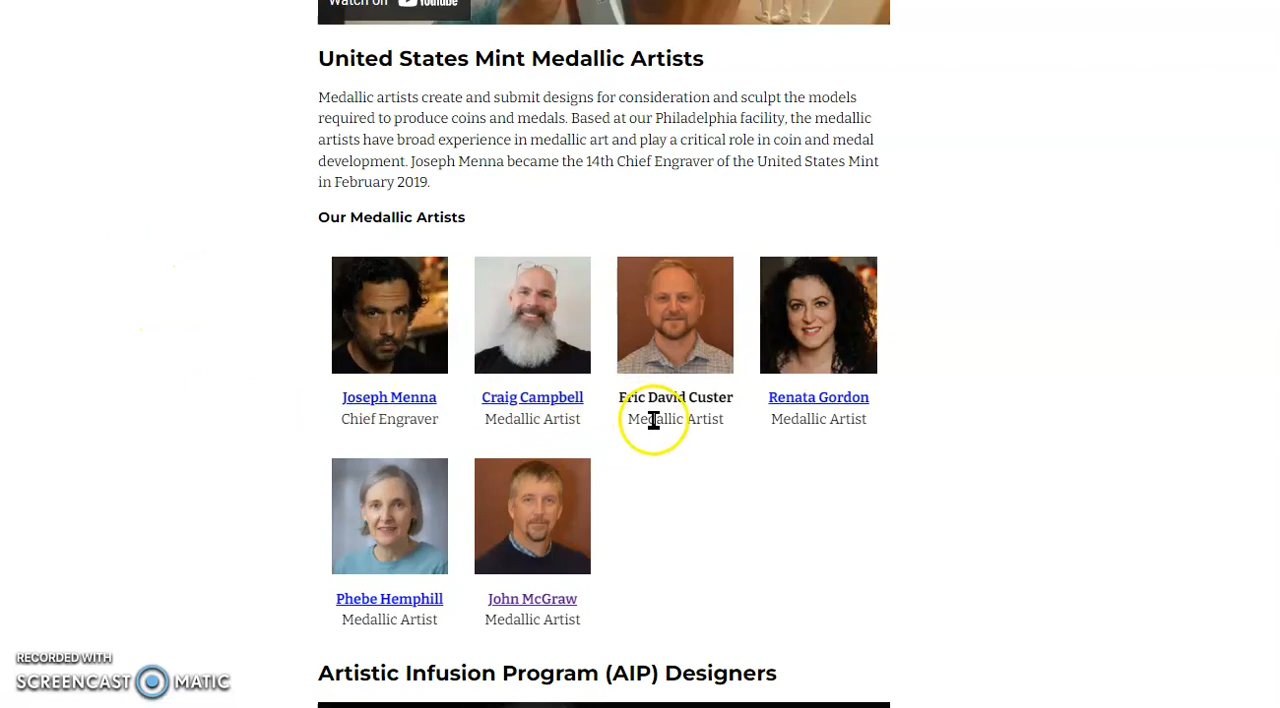 Watch on YouTube
United States Mint Medallic Artists
Medallic artists create and submit designs for consideration and sculpt the models
required to produce coins and medals. Based at our Philadelphia facility, the medallic
artists have broad experience in medallic art and play a critical role in coin and medal
development. Joseph Menna became the 14th Chief Engraver of the United States Mint
in February 2019.
Our Medallic Artists
Joseph Menna Craig Campbell Eric David Custer Renata Gordon
Chief Engraver Medallic Artist Medallic Artist Medallic Artist
Phebe Hemphill John McGraw
Medallic Artist Medallic Artist
RECORDED WITH
SCREENCAST MATIC
Artistic Infusion Program (AIP) Designers